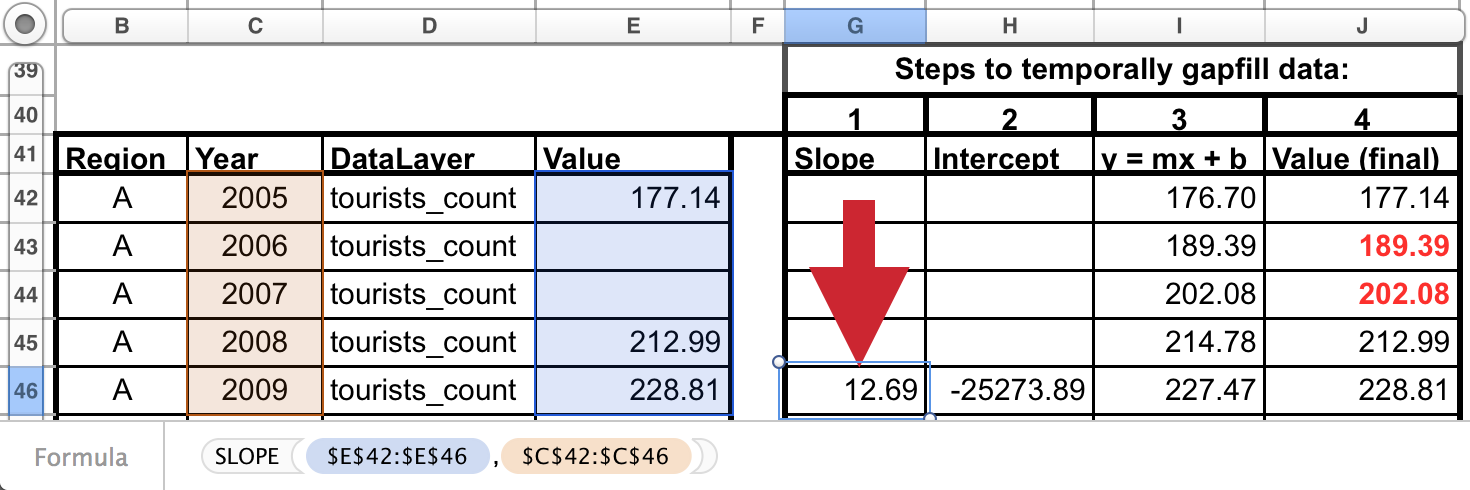 B C D E F G H I J
39 Steps to temporally gapfill data:
40 1 2 3 4
41 Region Year DataLayer Value Slope Intercept y = mx + b Value (final)
42 A 2005 tourists_count 177.14 176.70 177.14
43 A 2006 tourists_count 189.39 189.39
44 A 2007 tourists_count 202.08 202.08
45 A 2008 tourists_count 212.99 214.78 212.99
46 A 2009 tourists_count 228.81 12.69 -25273.89 227.47 228.81
Formula SLOPE ( $E$42:$E$46 , $C$42:$C$46 )